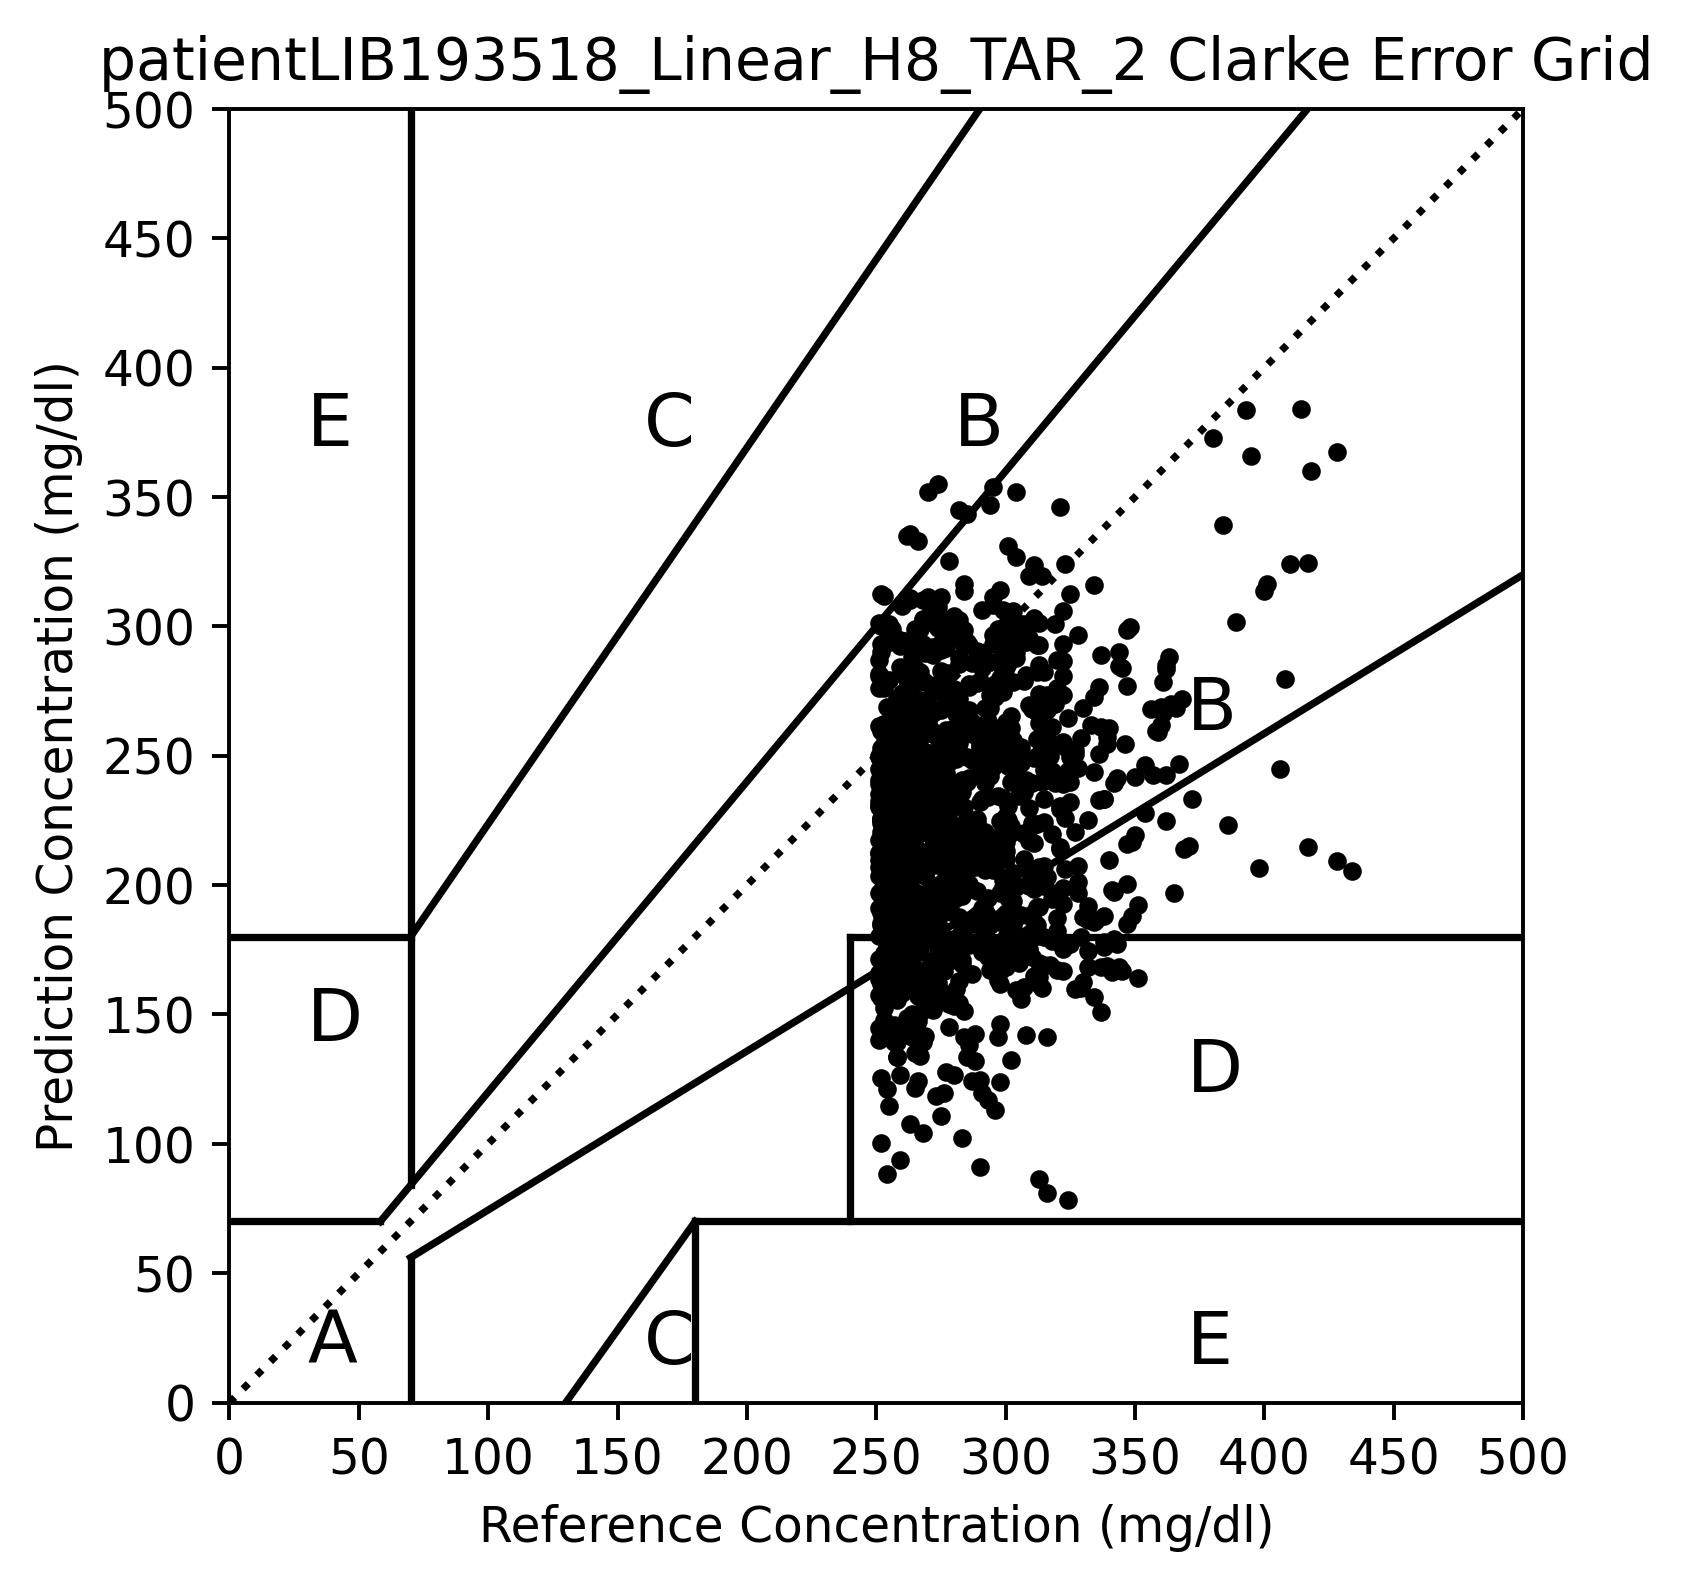 patientLIB193518_Linear_H8_TAR_2 Clarke Error Grid
500
450
400
350
300
250
200
150
100
50
0
Prediction Concentration (mg/dl)
E
C
B
B
D
D
A
C
E
0 50 100 150 200 250 300 350 400 450 500
Reference Concentration (mg/dl)